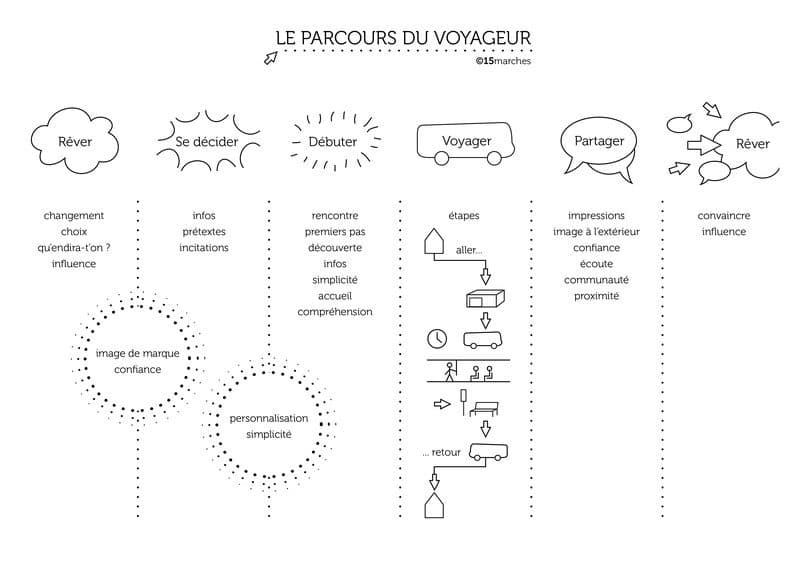 LE PARCOURS DU VOYAGEUR
©15marches
Rêver
Se décider
Débuter
Voyager
Partager
Rêver
changement
choix
qu'endira-t'on ?
influence
infos
prétextes
incitations
rencontre
premiers pas
découverte
infos
simplicité
accueil
compréhension
étapes
aller...
... retour
impressions
image à l'extérieur
confiance
écoute
communauté
proximité
convaincre
influence
image de marque
confiance
personnalisation
simplicité